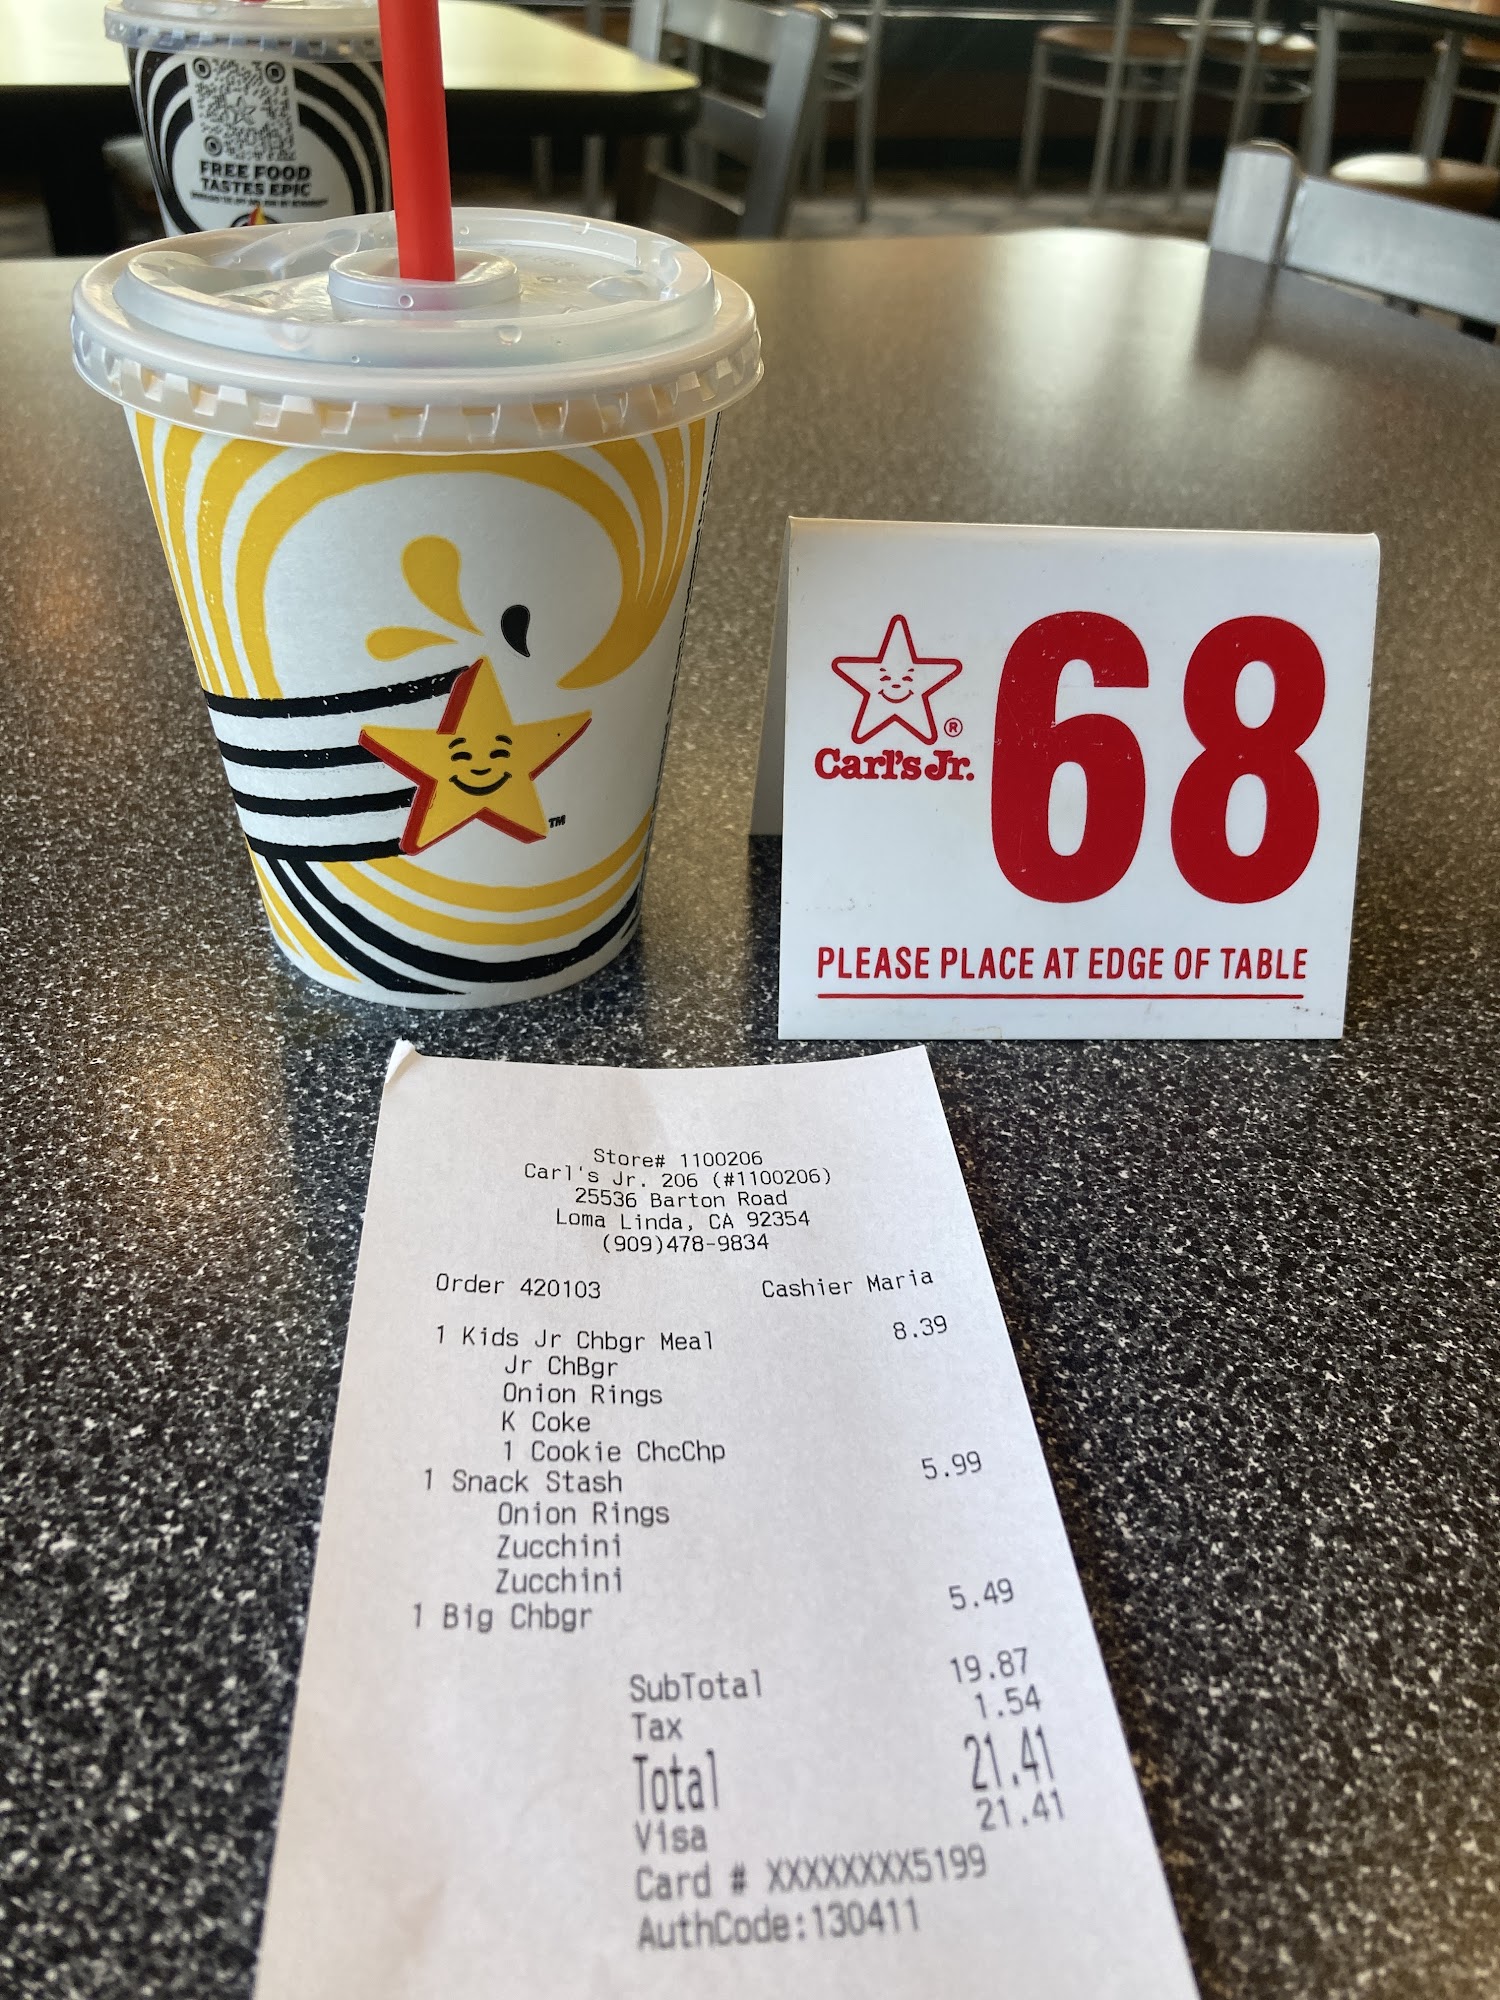 FREE FOOD
TASTES EPIC
TM
® 
Carl's Jr.
68
PLEASE PLACE AT EDGE OF TABLE
Store# 1100206
Carl's Jr. 206 (#1100206)
25536 Barton Road
Loma Linda, CA 92354
(909)478-9834
Order 420103 Cashier Maria
1 Kids Jr Chbgr Meal 8.39
Jr ChBgr
Onion Rings
K Coke
1 Cookie ChcChp
1 Snack Stash 5.99
Onion Rings
Zucchini
Zucchini
1 Big Chbgr 5.49
SubTotal 19.87
Tax 1.54
Total 21.41
Visa 21.41
Card # XXXXXXXX5199
AuthCode:130411